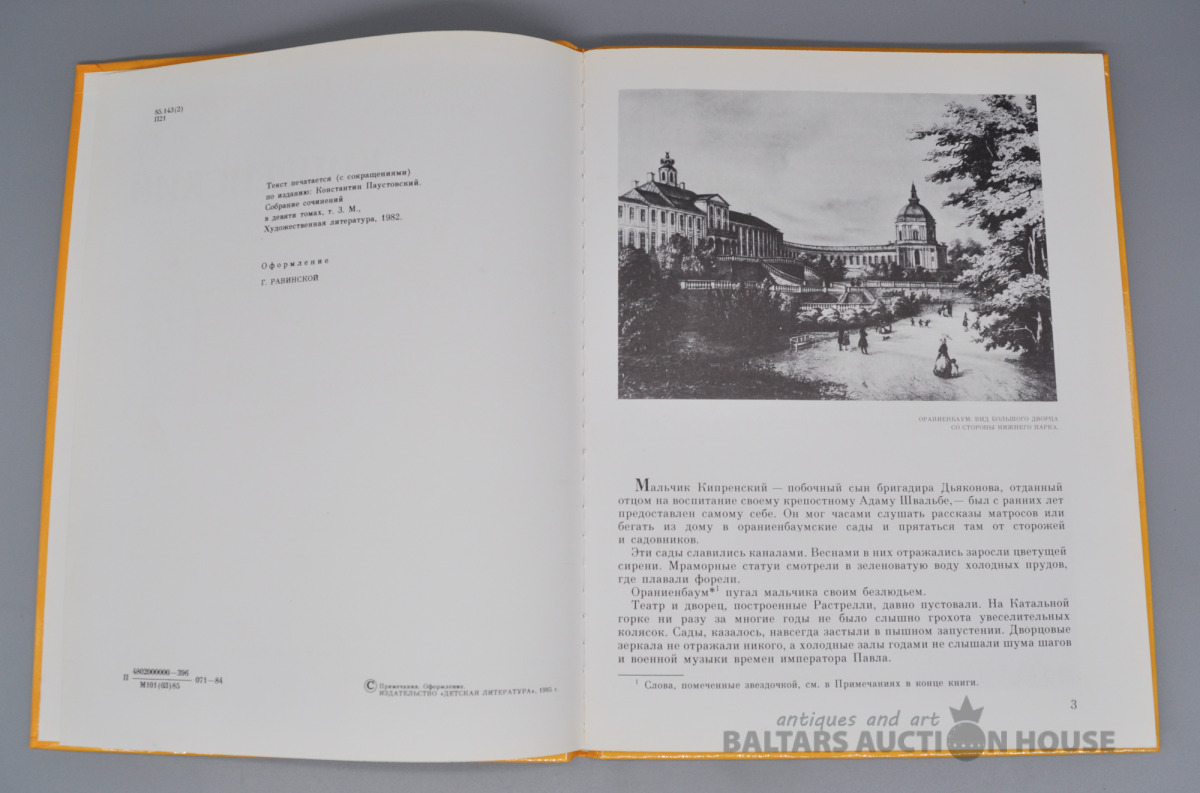 85.143(2)
П21
Текст печатается (с сокращениями)
по изданию: Константин Паустовский.
Собрание сочинений
в девяти томах, т. 3. М.,
Художественная литература, 1982.
Оформление
Г. РАВИНСКОЙ
П 4802000000—396 071—84
М101(03)85
© Примечания. Оформление.
ИЗДАТЕЛЬСТВО «ДЕТСКАЯ ЛИТЕРАТУРА», 1985 г.
ОРАНИЕНБАУМ. ВИД БОЛЬШОГО ДВОРЦА
СО СТОРОНЫ НИЖНЕГО ПАРКА.
Мальчик Кипренский — побочный сын бригадира Дьяконова, отданный
отцом на воспитание своему крепостному Адаму Швальбе,— был с ранних лет
предоставлен самому себе. Он мог часами слушать рассказы матросов или
бегать из дому в ораниенбаумские сады и прятаться там от сторожей
и садовников.
Эти сады славились каналами. Веснами в них отражались заросли цветущей
сирени. Мраморные статуи смотрели в зеленоватую воду холодных прудов,
где плавали форели.
Ораниенбаум*¹ пугал мальчика своим безлюдьем.
Театр и дворец, построенные Растрелли, давно пустовали. На Катальной
горке ни разу за многие годы не было слышно грохота увеселительных
колясок. Сады, казалось, навсегда застыли в пышном запустении. Дворцовые
зеркала не отражали никого, а холодные залы годами не слышали шума шагов
и военной музыки времен императора Павла.
¹ Слова, помеченные звездочкой, см. в Примечаниях в конце книги.
3
antiques and art
BALTARS AUCTION HOUSE